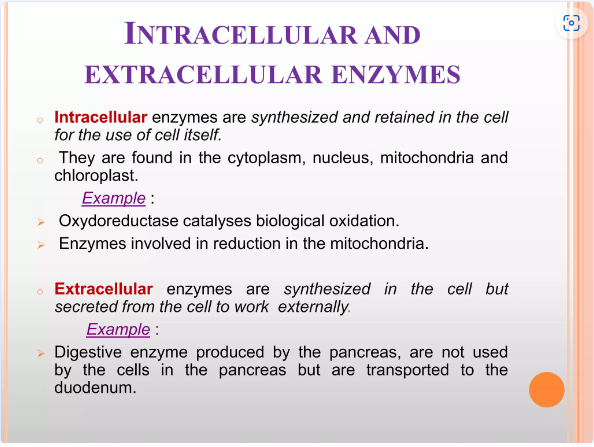 INTRACELLULAR AND
EXTRACELLULAR ENZYMES
Intracellular enzymes are synthesized and retained in the cell
for the use of cell itself.
They are found in the cytoplasm, nucleus, mitochondria and
chloroplast.
Example :
Oxydoreductase catalyses biological oxidation.
Enzymes involved in reduction in the mitochondria.
Extracellular enzymes are synthesized in the cell but
secreted from the cell to work externally.
Example :
Digestive enzyme produced by the pancreas, are not used
by the cells in the pancreas but are transported to the
duodenum.